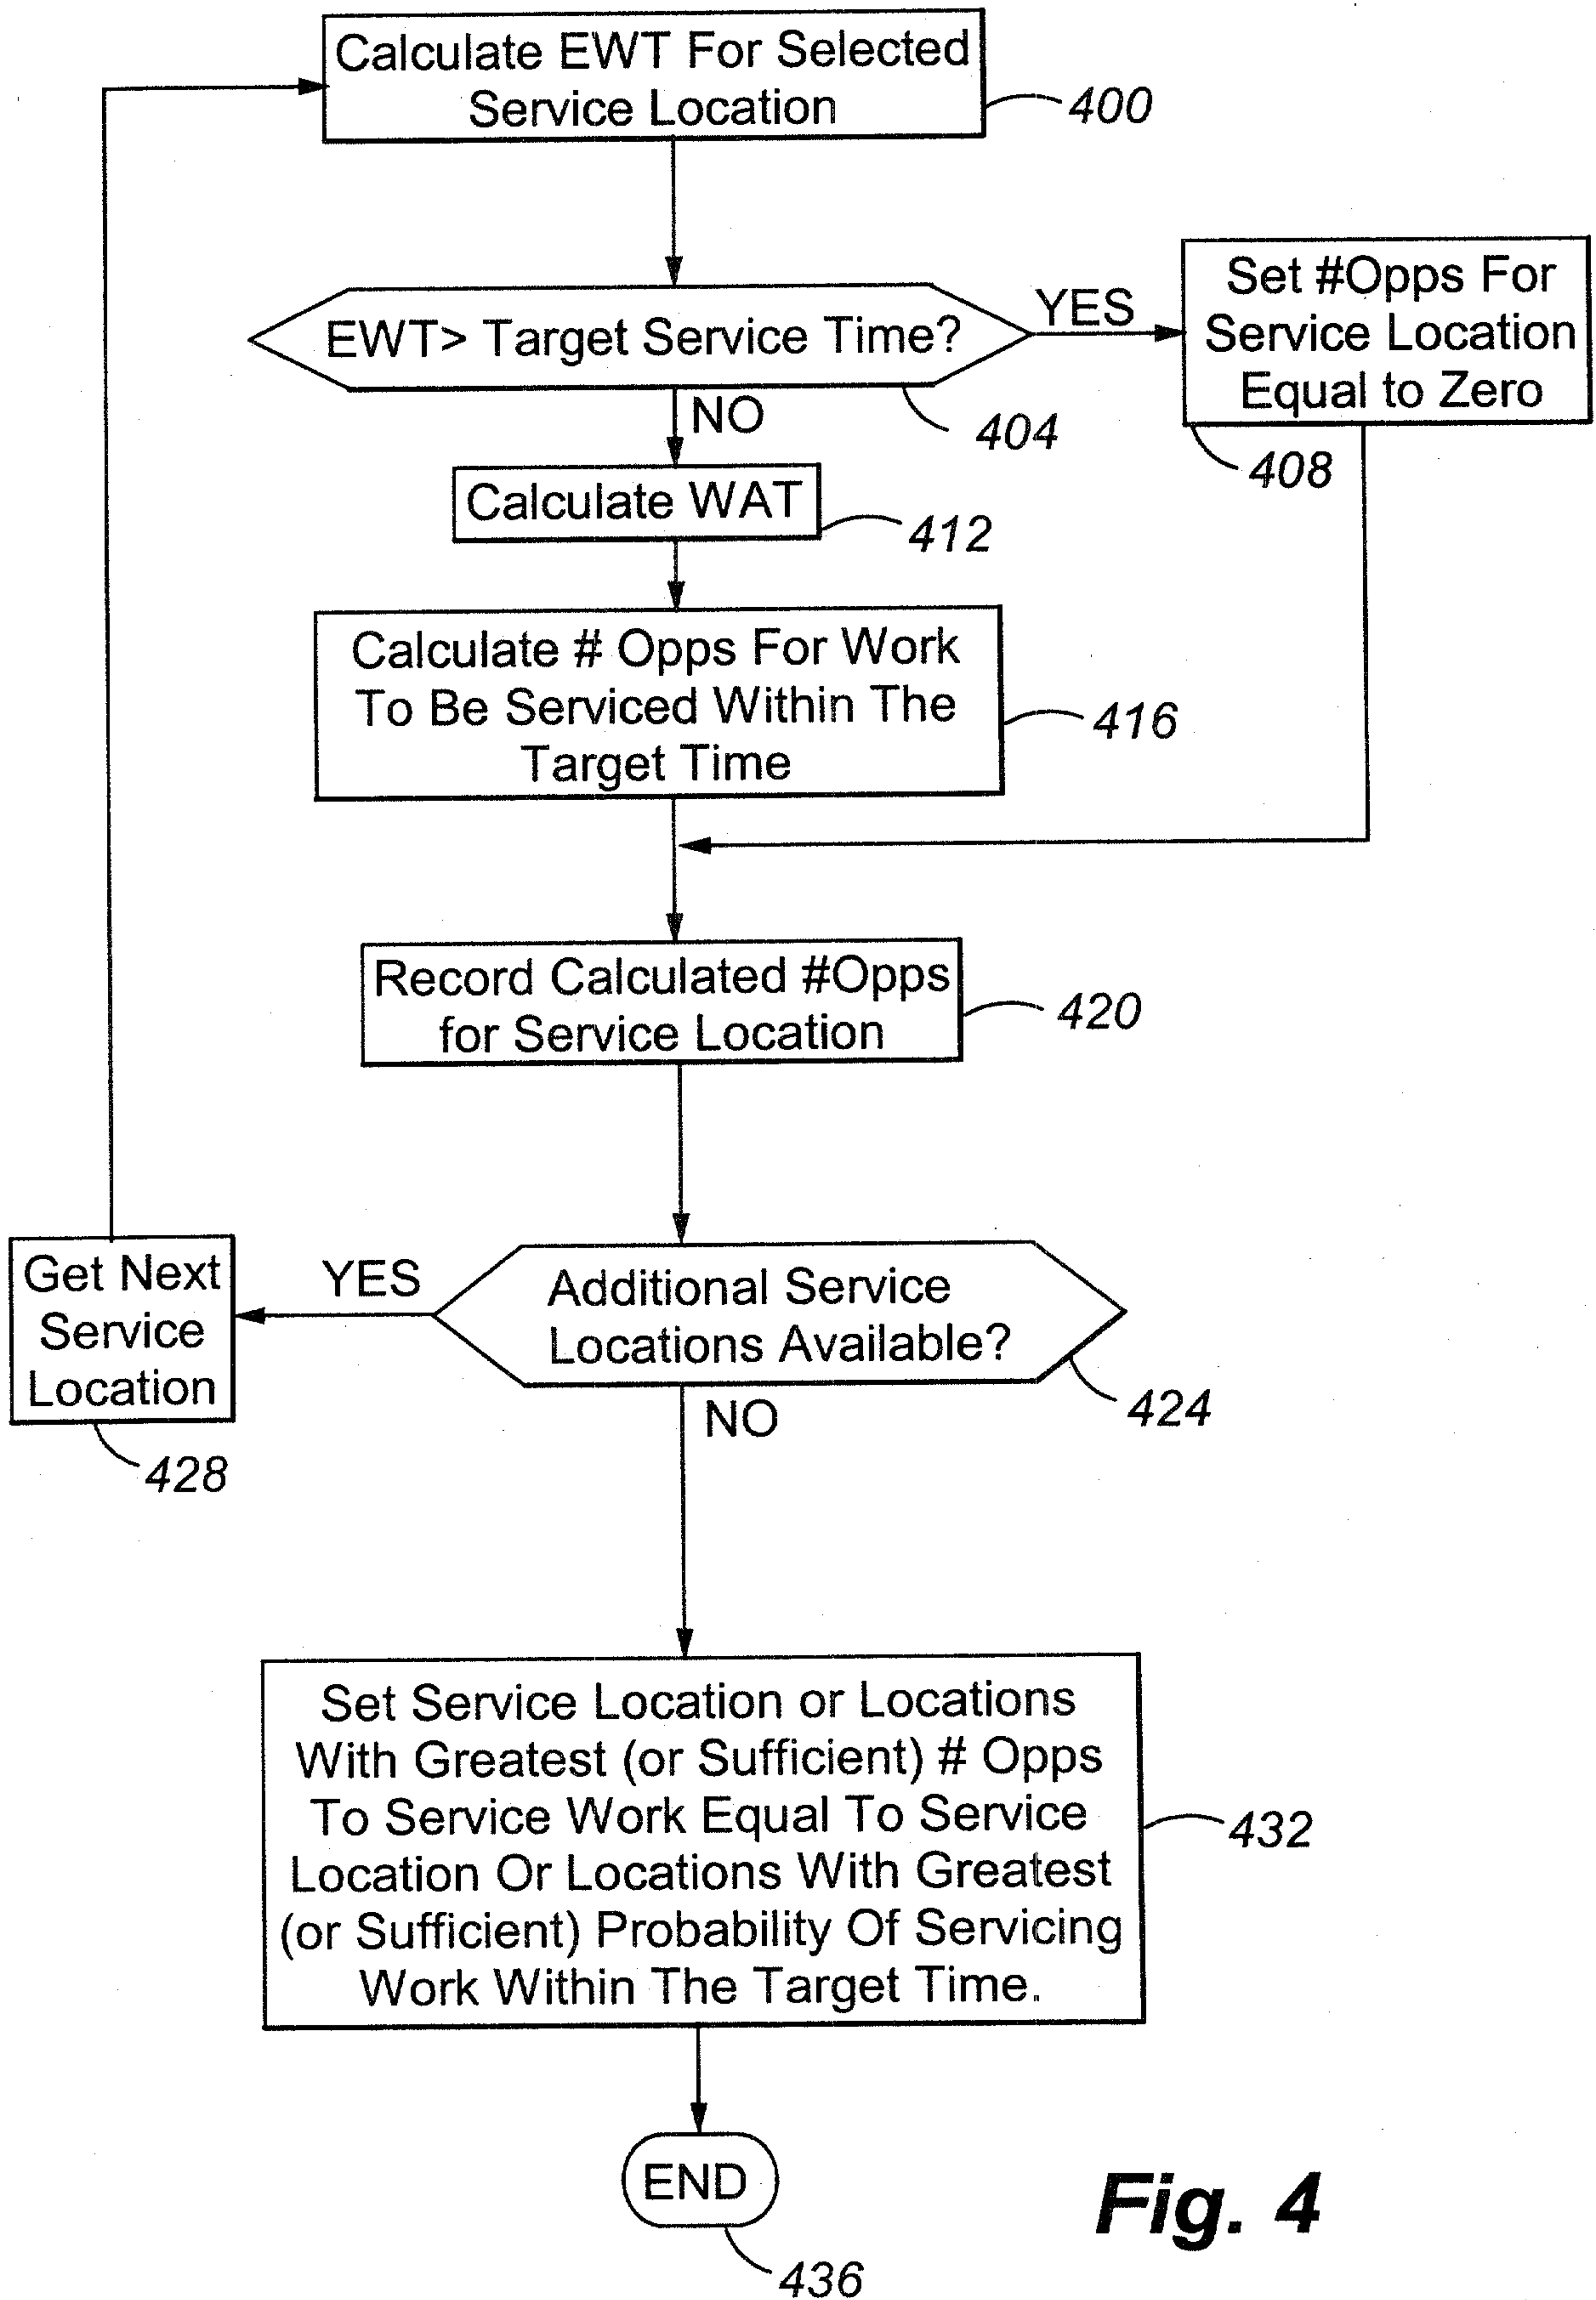 Calculate EWT For Selected
Service Location
400
EWT> Target Service Time?
YES
Set #Opps For
Service Location
Equal to Zero
408
404
NO
Calculate WAT
412
Calculate # Opps For Work
To Be Serviced Within The
Target Time
416
Record Calculated #Opps
for Service Location
420
Additional Service
Locations Available?
424
YES
Get Next
Service
Location
428
NO
Set Service Location or Locations
With Greatest (or Sufficient) # Opps
To Service Work Equal To Service
Location Or Locations With Greatest
(or Sufficient) Probability Of Servicing
Work Within The Target Time.
432
END
436
Fig. 4